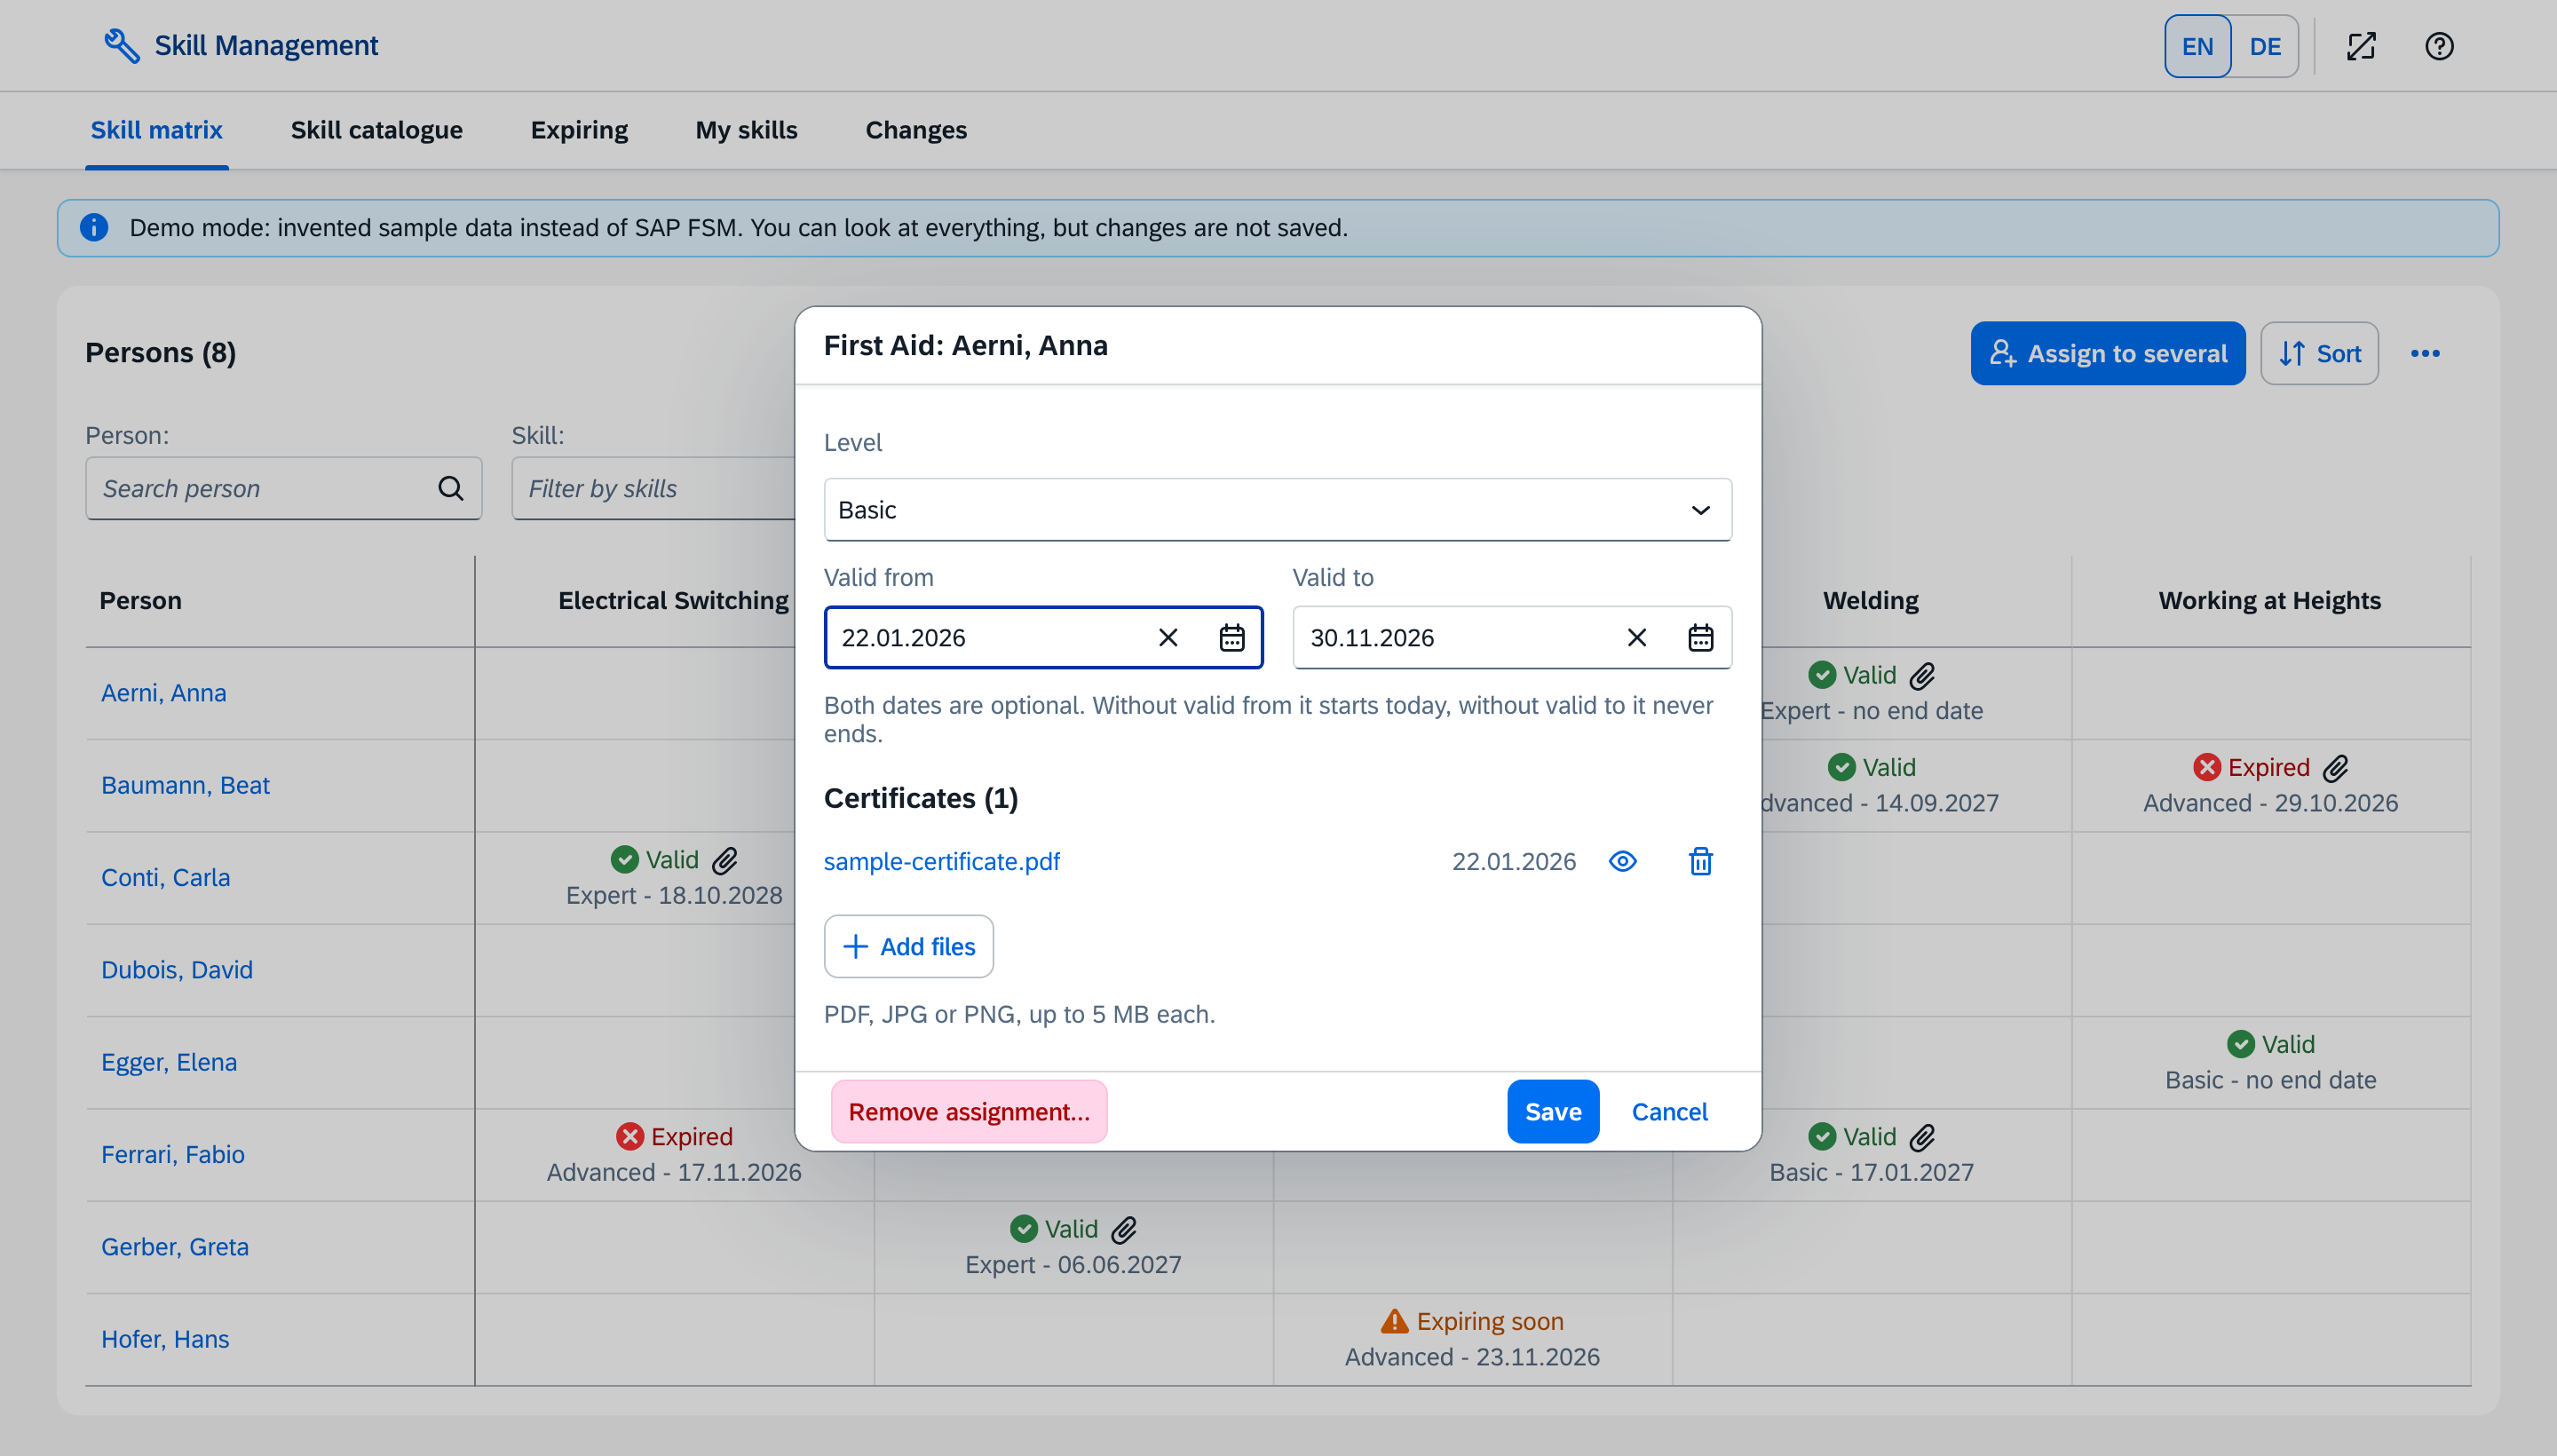 Skill Management
EN DE
Skill matrix Skill catalogue Expiring My skills Changes
Demo mode: invented sample data instead of SAP FSM. You can look at everything, but changes are not saved.
Persons (8)
Assign to several Sort
Person: Skill:
Search person Filter by skills
Person Electrical Switching Welding Working at Heights
Aerni, Anna Valid
Expert - no end date
Baumann, Beat Valid Expired
dvanced - 14.09.2027 Advanced - 29.10.2026
Conti, Carla Valid
Expert - 18.10.2028
Dubois, David
Egger, Elena Valid
Basic - no end date
Ferrari, Fabio Expired Valid
Advanced - 17.11.2026 Basic - 17.01.2027
Gerber, Greta Valid
Expert - 06.06.2027
Hofer, Hans Expiring soon
Advanced - 23.11.2026
First Aid: Aerni, Anna
Level
Basic
Valid from Valid to
22.01.2026 30.11.2026
Both dates are optional. Without valid from it starts today, without valid to it never
ends.
Certificates (1)
sample-certificate.pdf 22.01.2026
Add files
PDF, JPG or PNG, up to 5 MB each.
Remove assignment... Save Cancel